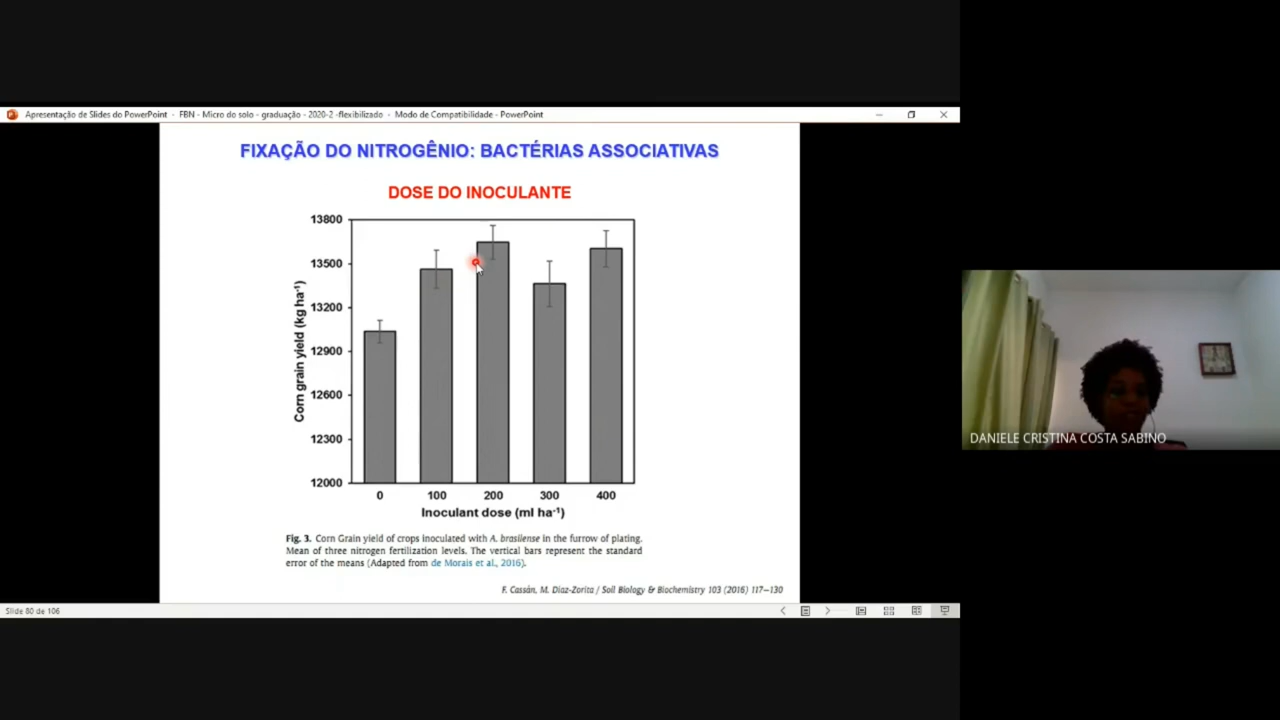 Apresentação de Slides do PowerPoint - FBN - Micro do solo - graduação - 2020-2 -flexibilizado - Modo de Compatibilidade - PowerPoint
FIXAÇÃO DO NITROGÊNIO: BACTÉRIAS ASSOCIATIVAS
DOSE DO INOCULANTE
13800
13500
13200
12900
12600
12300
12000
Corn grain yield (kg ha⁻¹)
0 100 200 300 400
Inoculant dose (ml ha⁻¹)
Fig. 3. Corn Grain yield of crops inoculated with A. brasilense in the furrow of plating.
Mean of three nitrogen fertilization levels. The vertical bars represent the standard
error of the means (Adapted from de Morais et al., 2016).
F. Cassán, M. Diaz-Zorita / Soil Biology & Biochemistry 103 (2016) 117–130
Slide 80 de 106
DANIELE CRISTINA COSTA SABINO